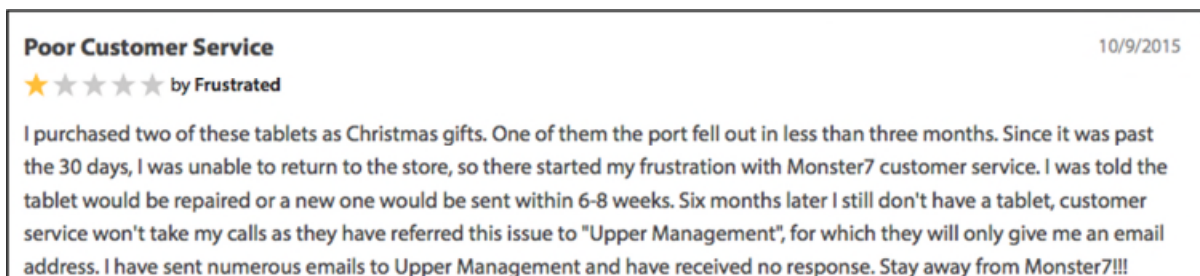 Poor Customer Service
10/9/2015
by Frustrated
I purchased two of these tablets as Christmas gifts. One of them the port fell out in less than three months. Since it was past
the 30 days, I was unable to return to the store, so there started my frustration with Monster7 customer service. I was told the
tablet would be repaired or a new one would be sent within 6-8 weeks. Six months later I still don't have a tablet, customer
service won't take my calls as they have referred this issue to "Upper Management", for which they will only give me an email
address. I have sent numerous emails to Upper Management and have received no response. Stay away from Monster7!!!